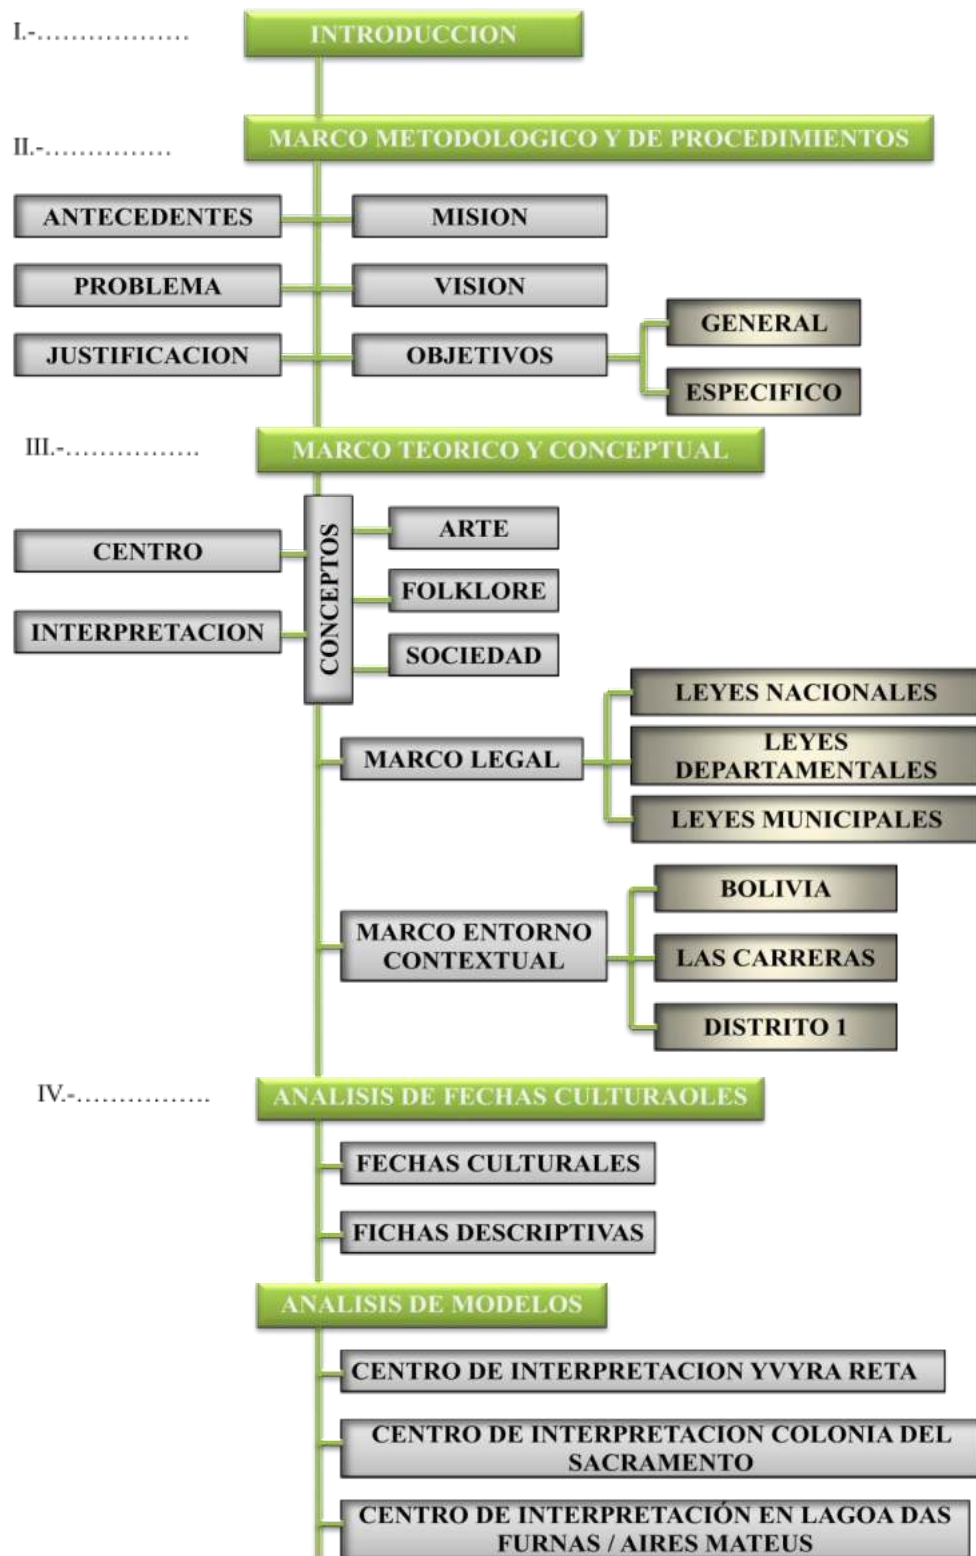 I.-………………… INTRODUCCION
II.-…………… MARCO METODOLOGICO Y DE PROCEDIMIENTOS
ANTECEDENTES MISION
PROBLEMA VISION
GENERAL
JUSTIFICACION OBJETIVOS
ESPECIFICO
III.-……………. MARCO TEORICO Y CONCEPTUAL
CONCEPTOS
ARTE
CENTRO
FOLKLORE
INTERPRETACION
SOCIEDAD
LEYES NACIONALES
MARCO LEGAL
LEYES
DEPARTAMENTALES
LEYES MUNICIPALES
BOLIVIA
MARCO ENTORNO
CONTEXTUAL
LAS CARRERAS
DISTRITO 1
IV.-……………. ANALISIS DE FECHAS CULTURAOLES
FECHAS CULTURALES
FICHAS DESCRIPTIVAS
ANALISIS DE MODELOS
CENTRO DE INTERPRETACION YVYRA RETA
CENTRO DE INTERPRETACION COLONIA DEL
SACRAMENTO
CENTRO DE INTERPRETACIÓN EN LAGOA DAS
FURNAS / AIRES MATEUS